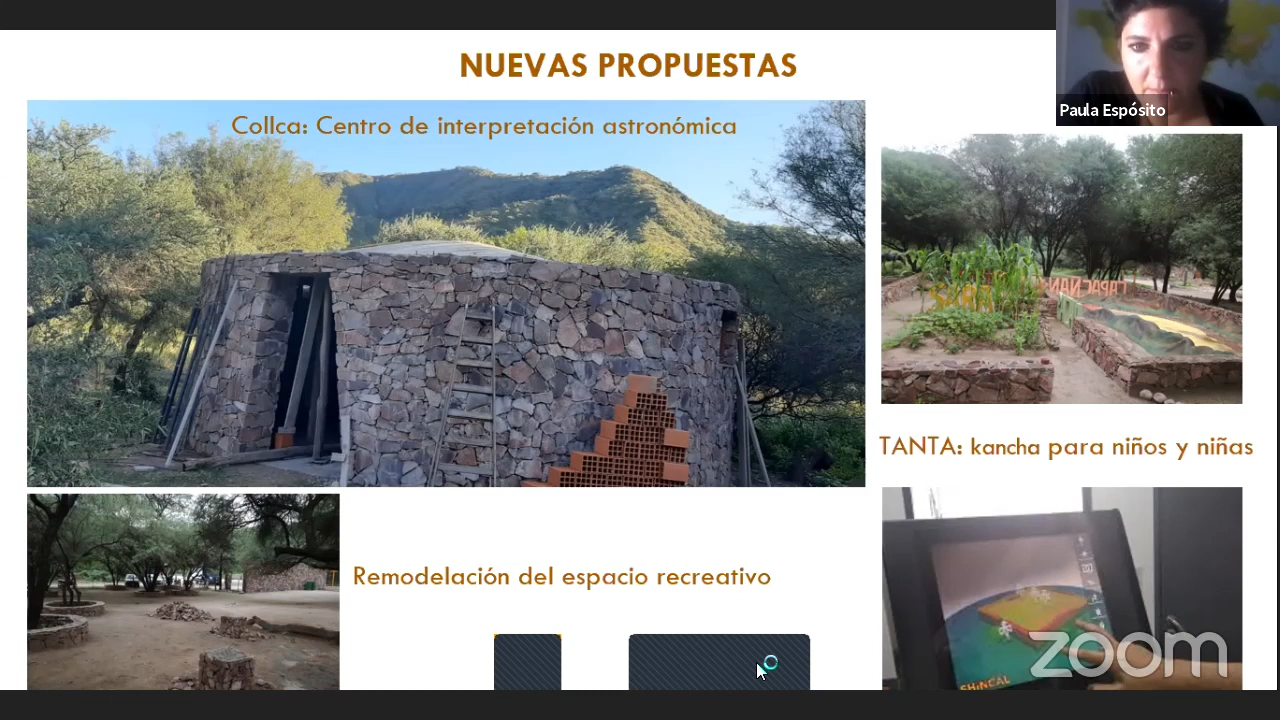 NUEVAS PROPUESTAS
Paula Espósito
Collca: Centro de interpretación astronómica
TANTA: kancha para niños y niñas
Remodelación del espacio recreativo
SHINCAL
zoom